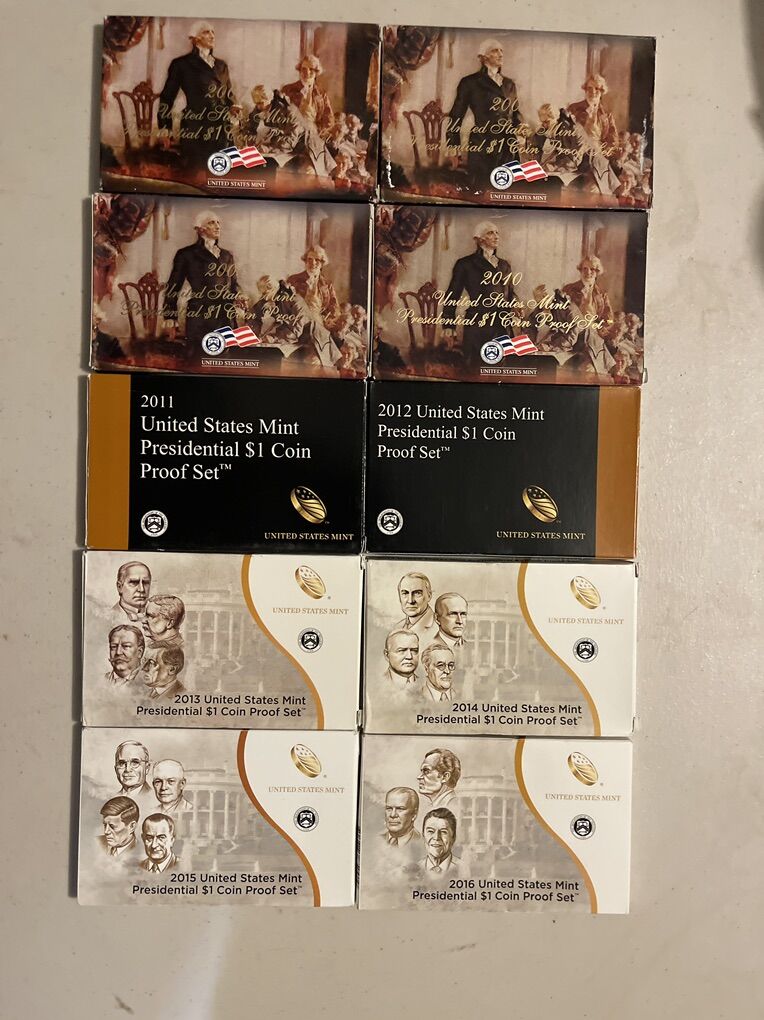 United States Mint
Presidential $1 Coin Proof Set
UNITED STATES MINT
United States Mint
Presidential $1 Coin Proof Set™
UNITED STATES MINT
United States Mint
Presidential $1 Coin Proof Set
UNITED STATES MINT
2010
United States Mint
Presidential $1 Coin Proof Set™
UNITED STATES MINT
2011
United States Mint
Presidential $1 Coin
Proof Set™
UNITED STATES MINT
2012 United States Mint
Presidential $1 Coin
Proof Set™
UNITED STATES MINT
UNITED STATES MINT
2013 United States Mint
Presidential $1 Coin Proof Set™
UNITED STATES MINT
2014 United States Mint
Presidential $1 Coin Proof Set™
UNITED STATES MINT
2015 United States Mint
Presidential $1 Coin Proof Set™
UNITED STATES MINT
2016 United States Mint
Presidential $1 Coin Proof Set™